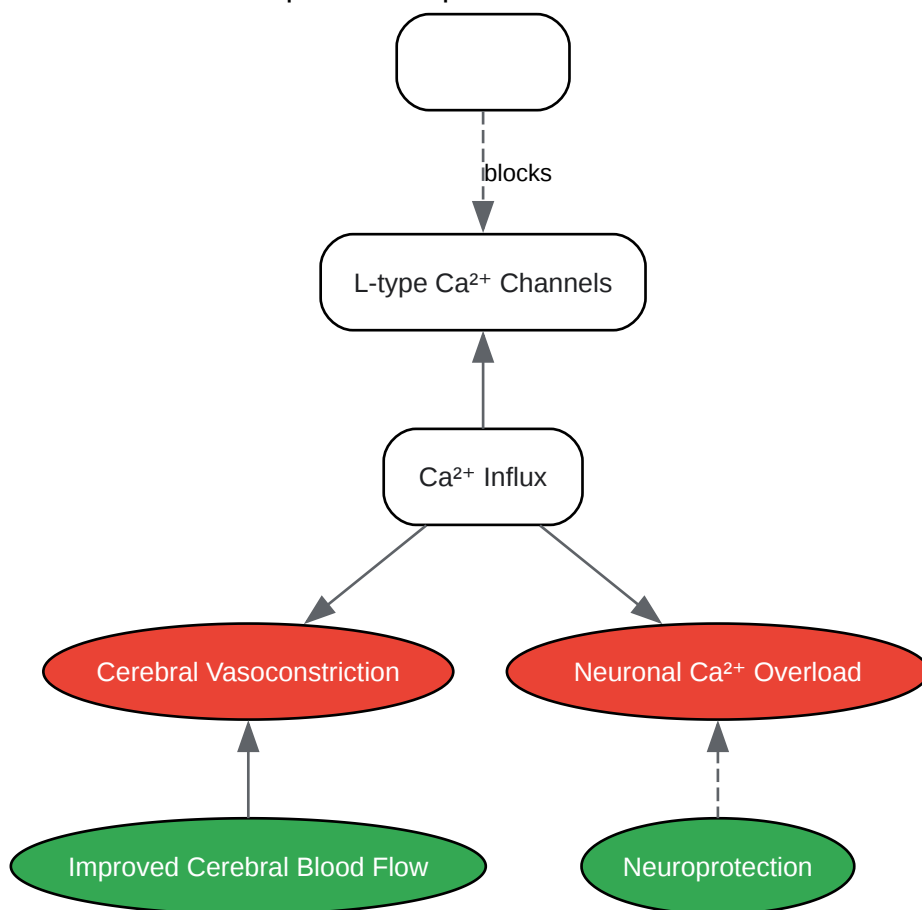 blocks
L-type Ca²⁺ Channels
Ca²⁺ Influx
Cerebral Vasoconstriction
Neuronal Ca²⁺ Overload
Improved Cerebral Blood Flow
Neuroprotection